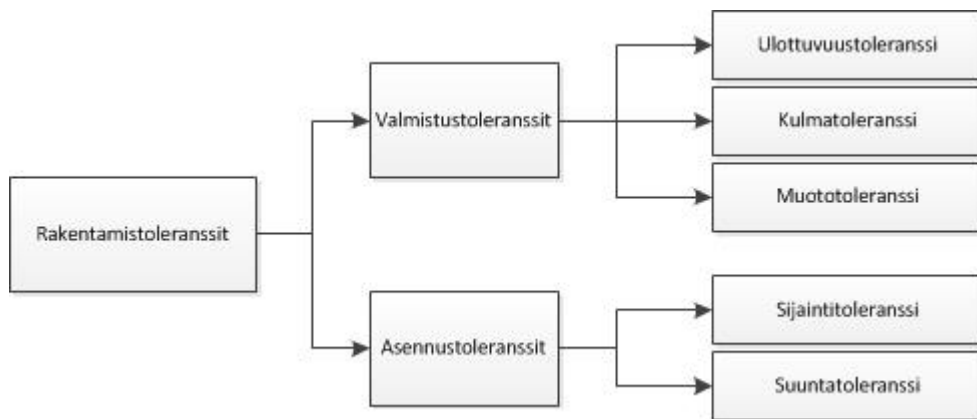 Rakentamistoleranssit
Valmistustoleranssit
Ulottuvuustoleranssi
Kulmatoleranssi
Muototoleranssi
Asennustoleranssit
Sijaintitoleranssi
Suuntatoleranssi